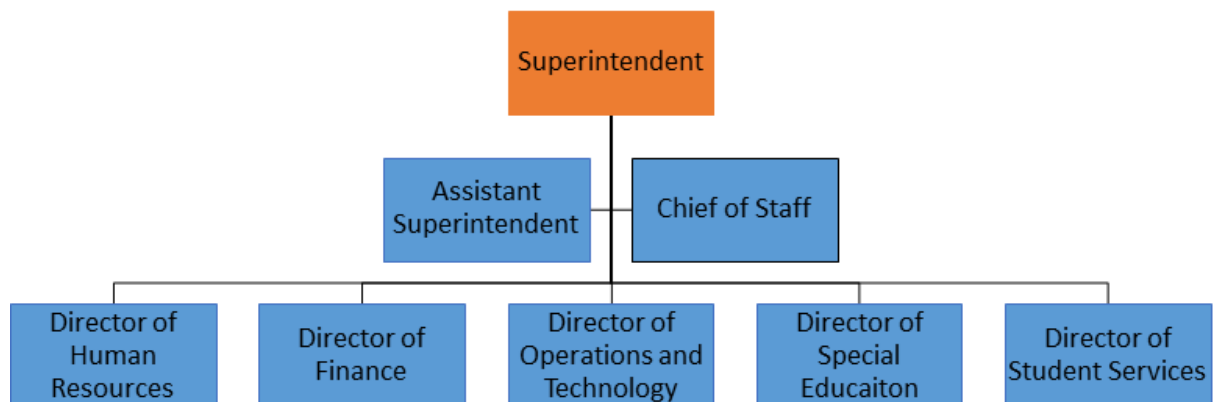 Superintendent
Assistant
Superintendent
Chief of Staff
Director of
Human
Resources
Director of
Finance
Director of
Operations and
Technology
Director of
Special
Educaiton
Director of
Student Services